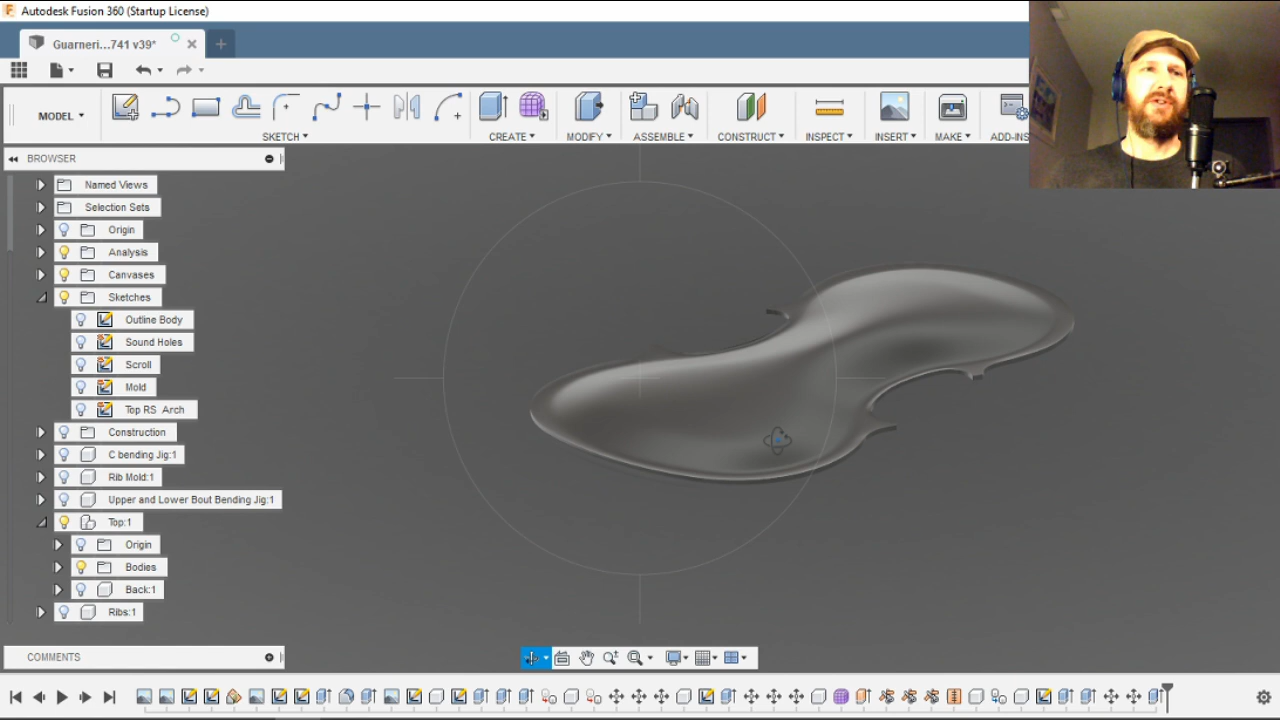 Autodesk Fusion 360 (Startup License)
Guarneri...741 v39*
MODEL
SKETCH
CREATE
MODIFY
ASSEMBLE
CONSTRUCT
INSPECT
INSERT
MAKE
ADD-INS
BROWSER
Named Views
Selection Sets
Origin
Analysis
Canvases
Sketches
Outline Body
Sound Holes
Scroll
Mold
Top RS Arch
Construction
C bending Jig:1
Rib Mold:1
Upper and Lower Bout Bending Jig:1
Top:1
Origin
Bodies
Back:1
Ribs:1
COMMENTS